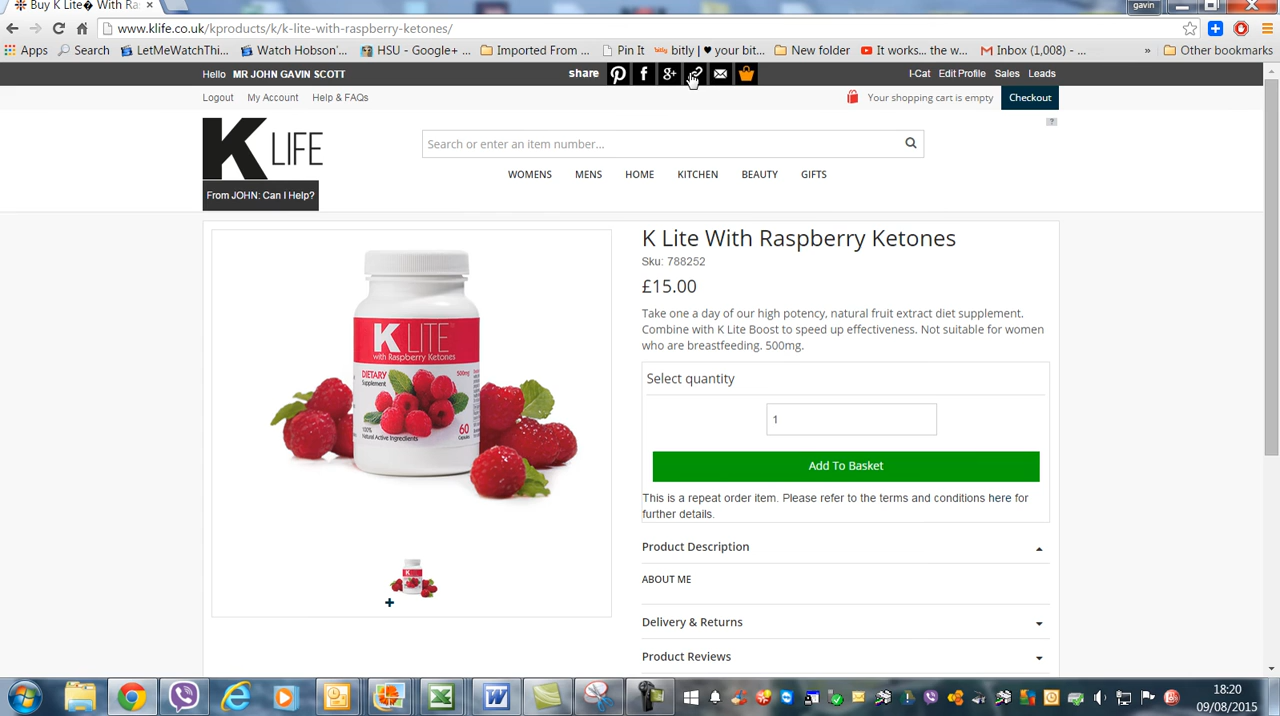 Buy K Lite� With Ra
gavin
www.klife.co.uk/kproducts/k/k-lite-with-raspberry-ketones/
Apps Search LetMeWatchThi... Watch Hobson'... HSU - Google+ ... Imported From ... Pin It bitly | ♥ your bit... New folder It works... the w... Inbox (1,008) - ... Other bookmarks
Hello MR JOHN GAVIN SCOTT share I-Cat Edit Profile Sales Leads
Logout My Account Help & FAQs Your shopping cart is empty Checkout
K LIFE
From JOHN: Can I Help?
Search or enter an item number...
WOMENS MENS HOME KITCHEN BEAUTY GIFTS
K Lite With Raspberry Ketones
Sku: 788252
£15.00
Take one a day of our high potency, natural fruit extract diet supplement.
Combine with K Lite Boost to speed up effectiveness. Not suitable for women
who are breastfeeding. 500mg.
Select quantity
1
Add To Basket
This is a repeat order item. Please refer to the terms and conditions here for
further details.
Product Description
ABOUT ME
Delivery & Returns
Product Reviews
K LITE
with Raspberry Ketones
DIETARY
Supplement
500mg
100%
Natural Active Ingredients
60
Capsules
18:20
09/08/2015